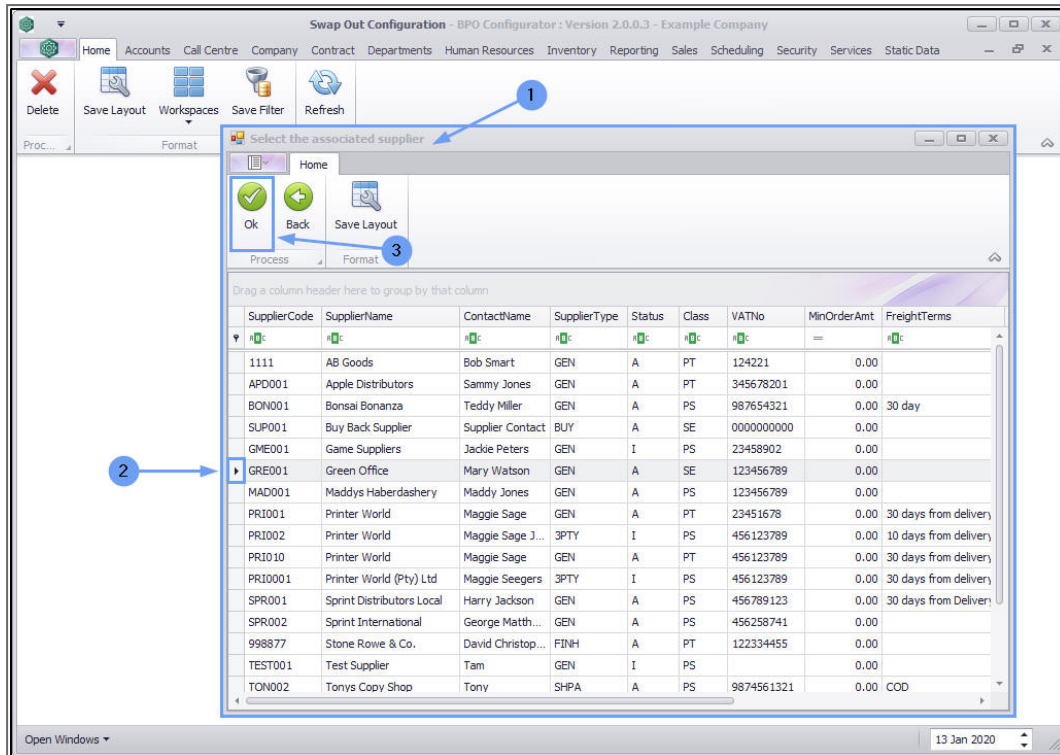 Swap Out Configuration - BPO Configurator : Version 2.0.0.3 - Example Company
Home Accounts Call Centre Company Contract Departments Human Resources Inventory Reporting Sales Scheduling Security Services Static Data
Delete Save Layout Workspaces Save Filter Refresh
Proc... Format
1
Select the associated supplier
Home
Ok Back Save Layout
3
Process Format
Drag a column header here to group by that column
SupplierCode SupplierName ContactName SupplierType Status Class VATNo MinOrderAmt FreightTerms
1111 AB Goods Bob Smart GEN A PT 124221 0.00
APD001 Apple Distributors Sammy Jones GEN A PT 345678201 0.00
BON001 Bonsai Bonanza Teddy Miller GEN A PS 987654321 0.00 30 day
SUP001 Buy Back Supplier Supplier Contact BUY A SE 0000000000 0.00
GME001 Game Suppliers Jackie Peters GEN I PS 23458902 0.00
2
GRE001 Green Office Mary Watson GEN A SE 123456789 0.00
MAD001 Maddys Haberdashery Maddy Jones GEN A PS 123456789 0.00
PRI001 Printer World Maggie Sage GEN A PT 23451678 0.00 30 days from delivery
PRI002 Printer World Maggie Sage J... 3PTY I PS 456123789 0.00 10 days from delivery
PRI010 Printer World Maggie Sage GEN A PT 456123789 0.00 30 days from delivery
PRI0001 Printer World (Pty) Ltd Maggie Seegers 3PTY I PS 456123789 0.00 30 days from delivery
SPR001 Sprint Distributors Local Harry Jackson GEN A PS 456789123 0.00 30 days from Delivery
SPR002 Sprint International George Matth... GEN A PS 456258741 0.00
998877 Stone Rowe & Co. David Christop... FINH A PT 122334455 0.00
TEST001 Test Supplier Tam GEN I PS 0.00
TON002 Tonys Copy Shop Tony SHPA A PS 9874561321 0.00 COD
Open Windows 13 Jan 2020